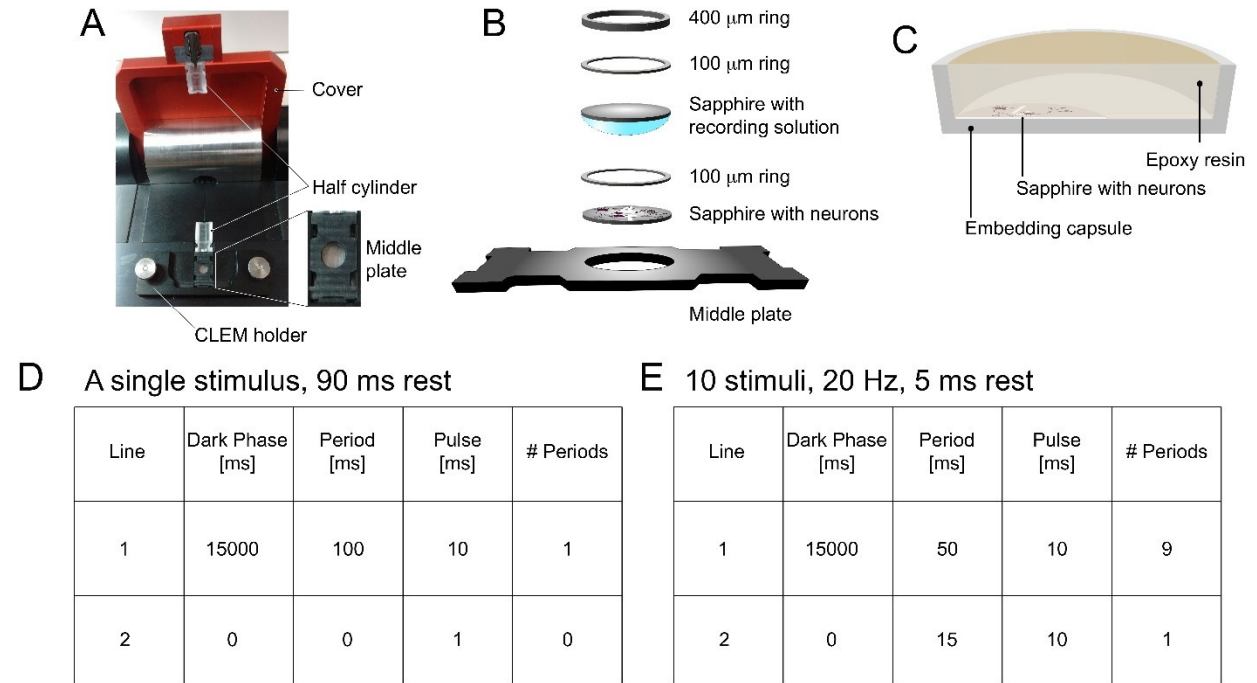 A
Cover
Half cylinder
Middle
plate
CLEM holder
B
400 μm ring
100 μm ring
Sapphire with
recording solution
100 μm ring
Sapphire with neurons
Middle plate
C
Epoxy resin
Sapphire with neurons
Embedding capsule
D A single stimulus, 90 ms rest
Line Dark Phase [ms] Period [ms] Pulse [ms] # Periods
1 15000 100 10 1
2 0 0 1 0
E 10 stimuli, 20 Hz, 5 ms rest
Line Dark Phase [ms] Period [ms] Pulse [ms] # Periods
1 15000 50 10 9
2 0 15 10 1